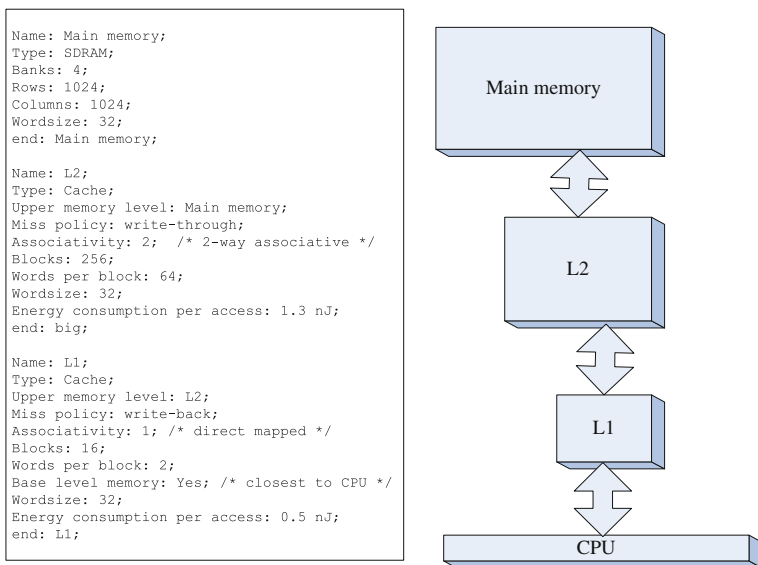 Name: Main memory;
Type: SDRAM;
Banks: 4;
Rows: 1024;
Columns: 1024;
Wordsize: 32;
end: Main memory;
Name: L2;
Type: Cache;
Upper memory level: Main memory;
Miss policy: write-through;
Associativity: 2;  /* 2-way associative */
Blocks: 256;
Words per block: 64;
Wordsize: 32;
Energy consumption per access: 1.3 nJ;
end: big;
Name: L1;
Type: Cache;
Upper memory level: L2;
Miss policy: write-back;
Associativity: 1; /* direct mapped */
Blocks: 16;
Words per block: 2;
Base level memory: Yes; /* closest to CPU */
Wordsize: 32;
Energy consumption per access: 0.5 nJ;
end: L1;
Main memory
L2
L1
CPU